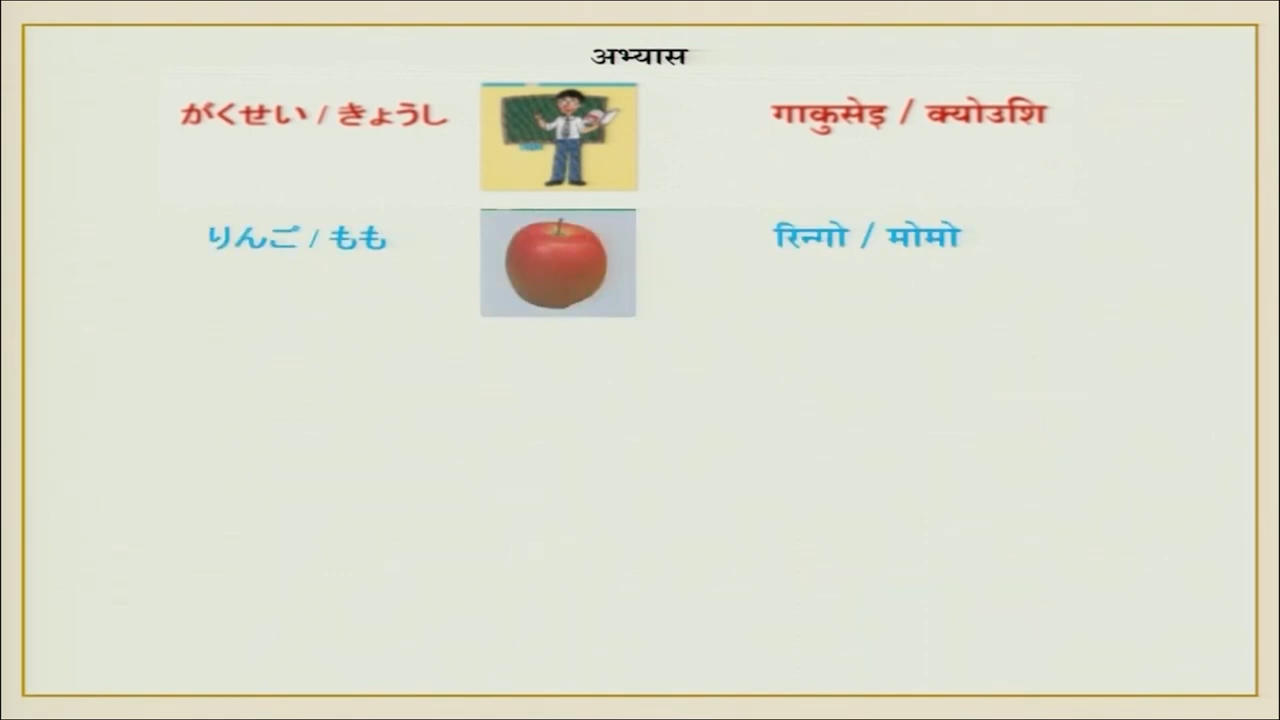 अभ्यास
がくせい / きょうし
गाकुसेइ / क्योउशि
りんご / もも
रिन्गो / मोमो